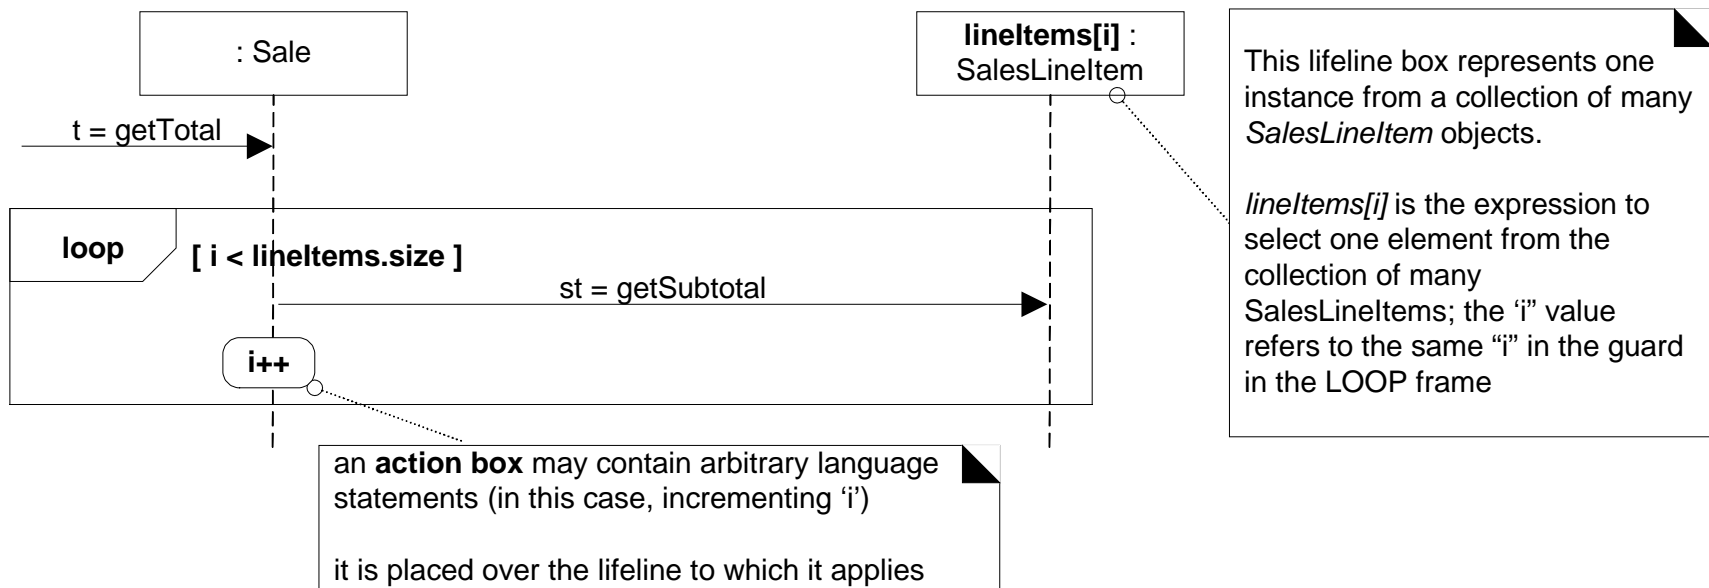 : Sale
lineItems[i] :
SalesLineItem
t = getTotal
loop
[ i < lineItems.size ]
st = getSubtotal
i++
This lifeline box represents one
instance from a collection of many
SalesLineItem objects.
lineItems[i] is the expression to
select one element from the
collection of many
SalesLineItems; the ‘i” value
refers to the same “i” in the guard
in the LOOP frame
an action box may contain arbitrary language
statements (in this case, incrementing ‘i’)
it is placed over the lifeline to which it applies